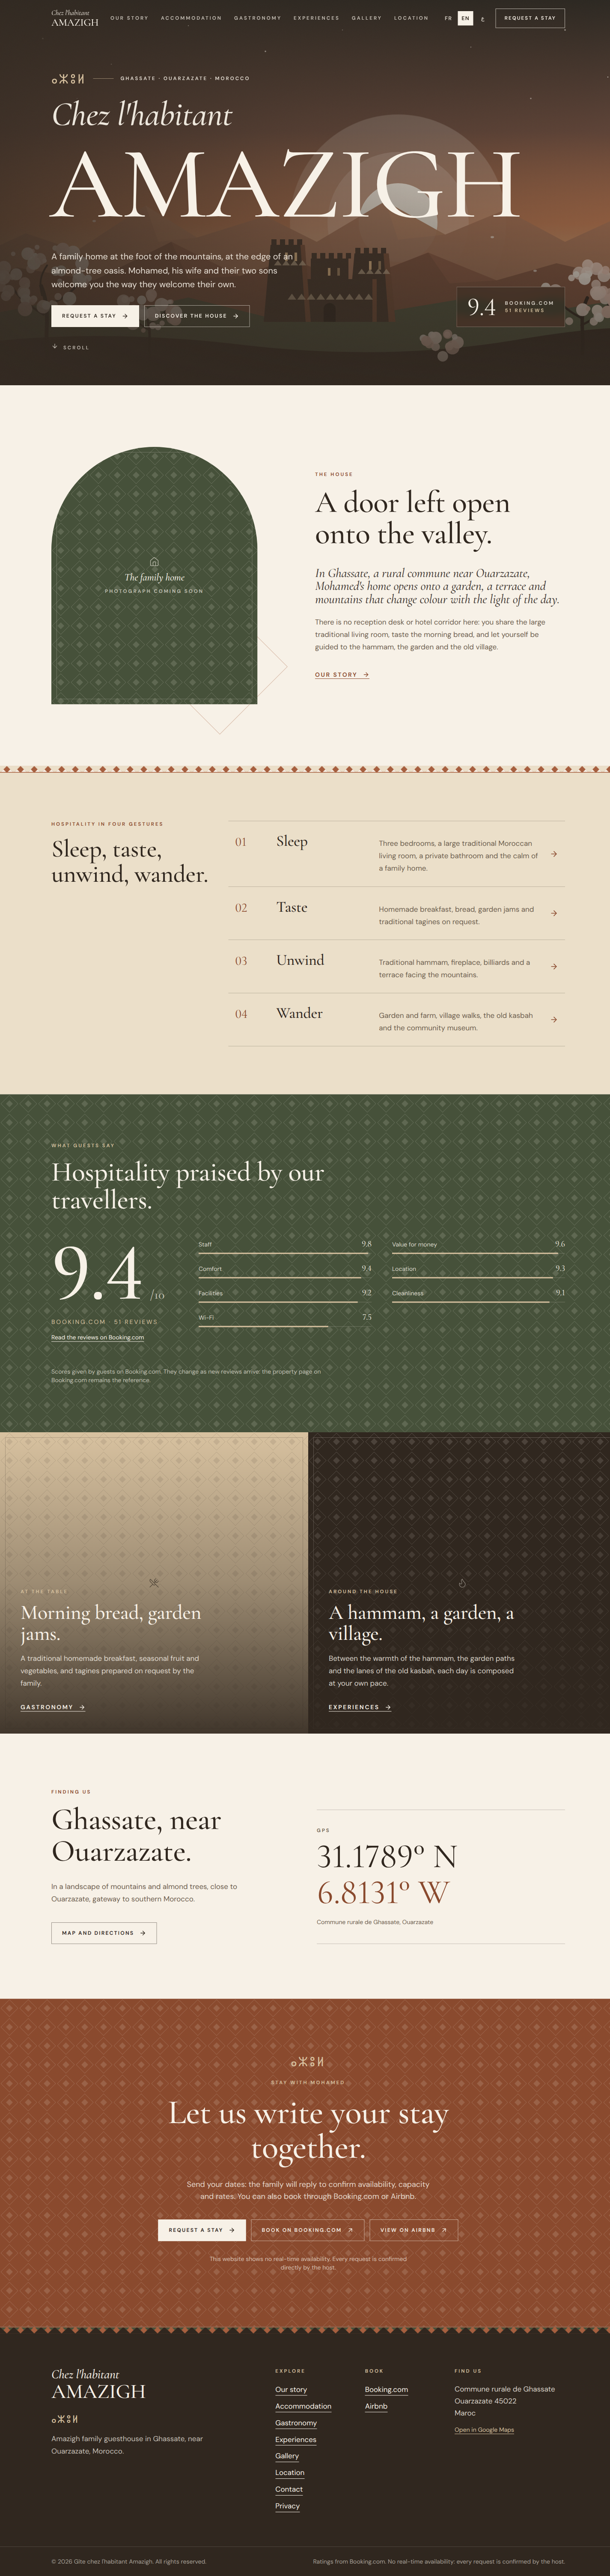 Chez l'habitant
AMAZIGH
OUR STORY
ACCOMMODATION
GASTRONOMY
EXPERIENCES
GALLERY
LOCATION
FR
EN
ع
REQUEST A STAY
ⴰⵣⵓⵍ
GHASSATE · OUARZAZATE · MOROCCO
Chez l'habitant
AMAZIGH
A family home at the foot of the mountains, at the edge of an
almond-tree oasis. Mohamed, his wife and their two sons
welcome you the way they welcome their own.
REQUEST A STAY
DISCOVER THE HOUSE
9.4
BOOKING.COM
51 REVIEWS
SCROLL
The family home
PHOTOGRAPH COMING SOON
THE HOUSE
A door left open
onto the valley.
In Ghassate, a rural commune near Ouarzazate,
Mohamed's home opens onto a garden, a terrace and
mountains that change colour with the light of the day.
There is no reception desk or hotel corridor here: you share the large
traditional living room, taste the morning bread, and let yourself be
guided to the hammam, the garden and the old village.
OUR STORY
HOSPITALITY IN FOUR GESTURES
Sleep, taste,
unwind, wander.
01
Sleep
Three bedrooms, a large traditional Moroccan
living room, a private bathroom and the calm of
a family home.
02
Taste
Homemade breakfast, bread, garden jams and
traditional tagines on request.
03
Unwind
Traditional hammam, fireplace, billiards and a
terrace facing the mountains.
04
Wander
Garden and farm, village walks, the old kasbah
and the community museum.
WHAT GUESTS SAY
Hospitality praised by our
travellers.
9.4 /10
BOOKING.COM · 51 REVIEWS
Read the reviews on Booking.com
Staff 9.8
Value for money 9.6
Comfort 9.4
Location 9.3
Facilities 9.2
Cleanliness 9.1
Wi-Fi 7.5
Scores given by guests on Booking.com. They change as new reviews arrive: the property page on
Booking.com remains the reference.
AT THE TABLE
Morning bread, garden
jams.
A traditional homemade breakfast, seasonal fruit and
vegetables, and tagines prepared on request by the
family.
GASTRONOMY
AROUND THE HOUSE
A hammam, a garden, a
village.
Between the warmth of the hammam, the garden paths
and the lanes of the old kasbah, each day is composed
at your own pace.
EXPERIENCES
FINDING US
Ghassate, near
Ouarzazate.
In a landscape of mountains and almond trees, close to
Ouarzazate, gateway to southern Morocco.
MAP AND DIRECTIONS
GPS
31.1789° N
6.8131° W
Commune rurale de Ghassate, Ouarzazate
ⴰⵣⵓⵍ
STAY WITH MOHAMED
Let us write your stay
together.
Send your dates: the family will reply to confirm availability, capacity
and rates. You can also book through Booking.com or Airbnb.
REQUEST A STAY
BOOK ON BOOKING.COM
VIEW ON AIRBNB
This website shows no real-time availability. Every request is confirmed
directly by the host.
Chez l'habitant
AMAZIGH
ⴰⵣⵓⵍ
Amazigh family guesthouse in Ghassate, near
Ouarzazate, Morocco.
EXPLORE
Our story
Accommodation
Gastronomy
Experiences
Gallery
Location
Contact
Privacy
BOOK
Booking.com
Airbnb
FIND US
Commune rurale de Ghassate
Ouarzazate 45022
Maroc
Open in Google Maps
© 2026 Gîte chez l'habitant Amazigh. All rights reserved.
Ratings from Booking.com. No real-time availability: every request is confirmed by the host.